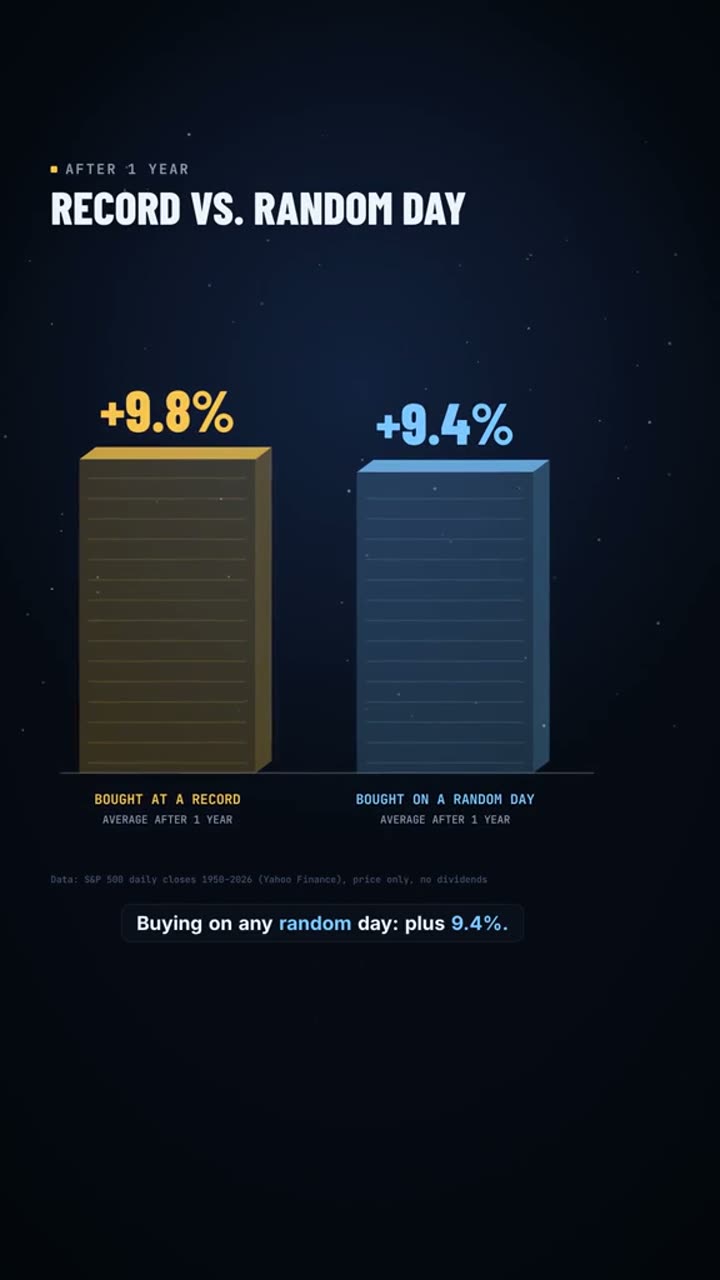 AFTER 1 YEAR
RECORD VS. RANDOM DAY
+9.8%
+9.4%
BOUGHT AT A RECORD
AVERAGE AFTER 1 YEAR
BOUGHT ON A RANDOM DAY
AVERAGE AFTER 1 YEAR
Data: S&P 500 daily closes 1950–2026 (Yahoo Finance), price only, no dividends
Buying on any random day: plus 9.4%.